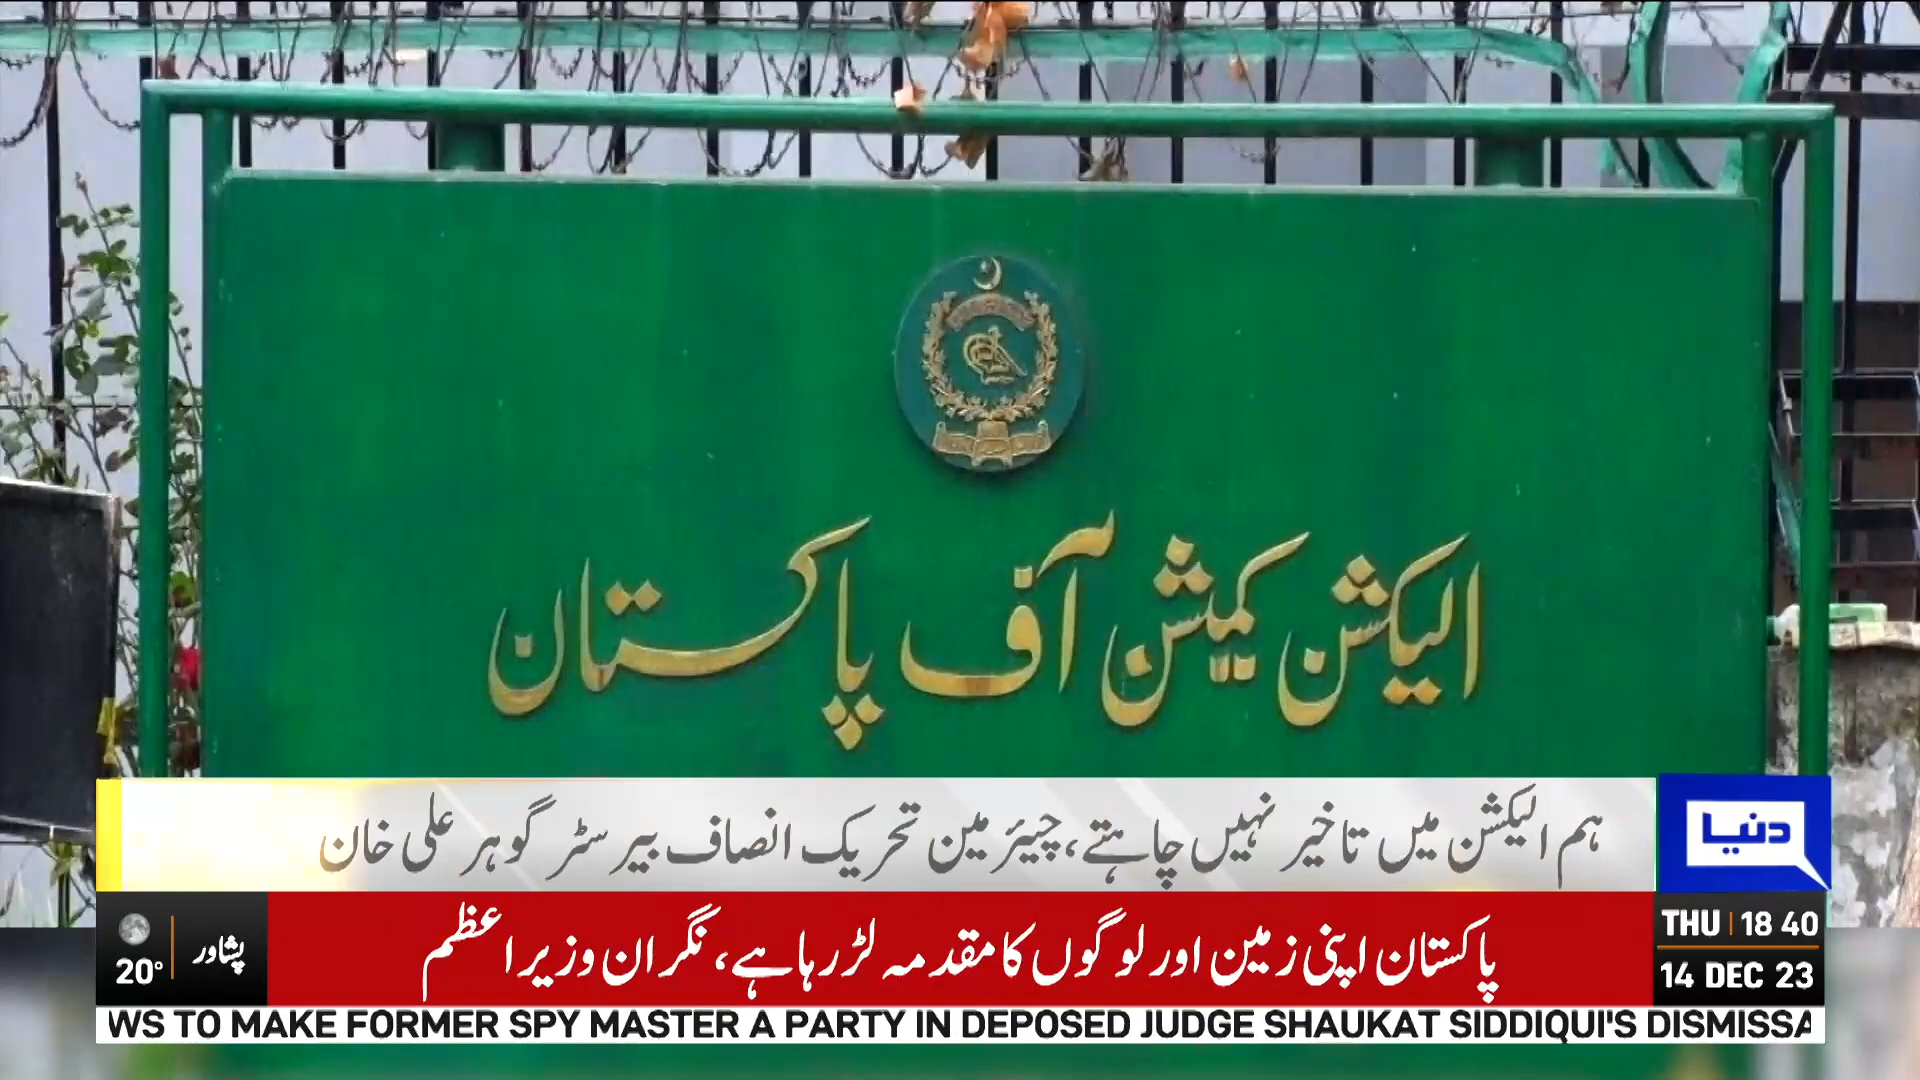 الیکشن کمیشن آف پاکستان
ہم الیکشن میں تاخیر نہیں چاہتے، چیئرمین تحریک انصاف بیرسٹر گوہر علی خان
دنیا
پاکستان اپنی زمین اور لوگوں کا مقدمہ لڑ رہا ہے، نگران وزیراعظم
پشاور
20°
THU 18 40
14 DEC 23
WS TO MAKE FORMER SPY MASTER A PARTY IN DEPOSED JUDGE SHAUKAT SIDDIQUI'S DISMISSA